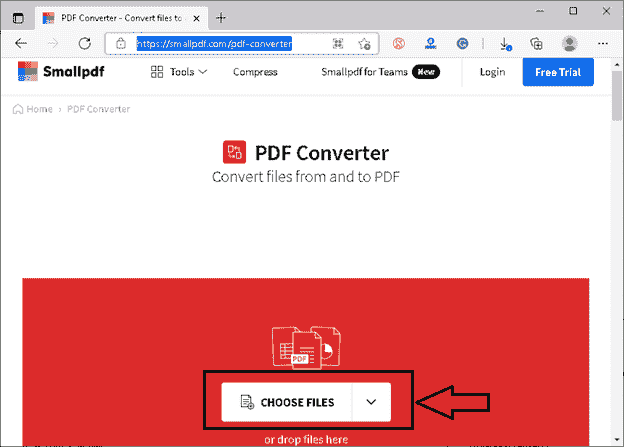 PDF Converter - Convert files to
https://smallpdf.com/pdf-converter
Smallpdf Tools Compress Smallpdf for Teams New Login Free Trial
Home › PDF Converter
PDF Converter
Convert files from and to PDF
PDF
CHOOSE FILES
or drop files here